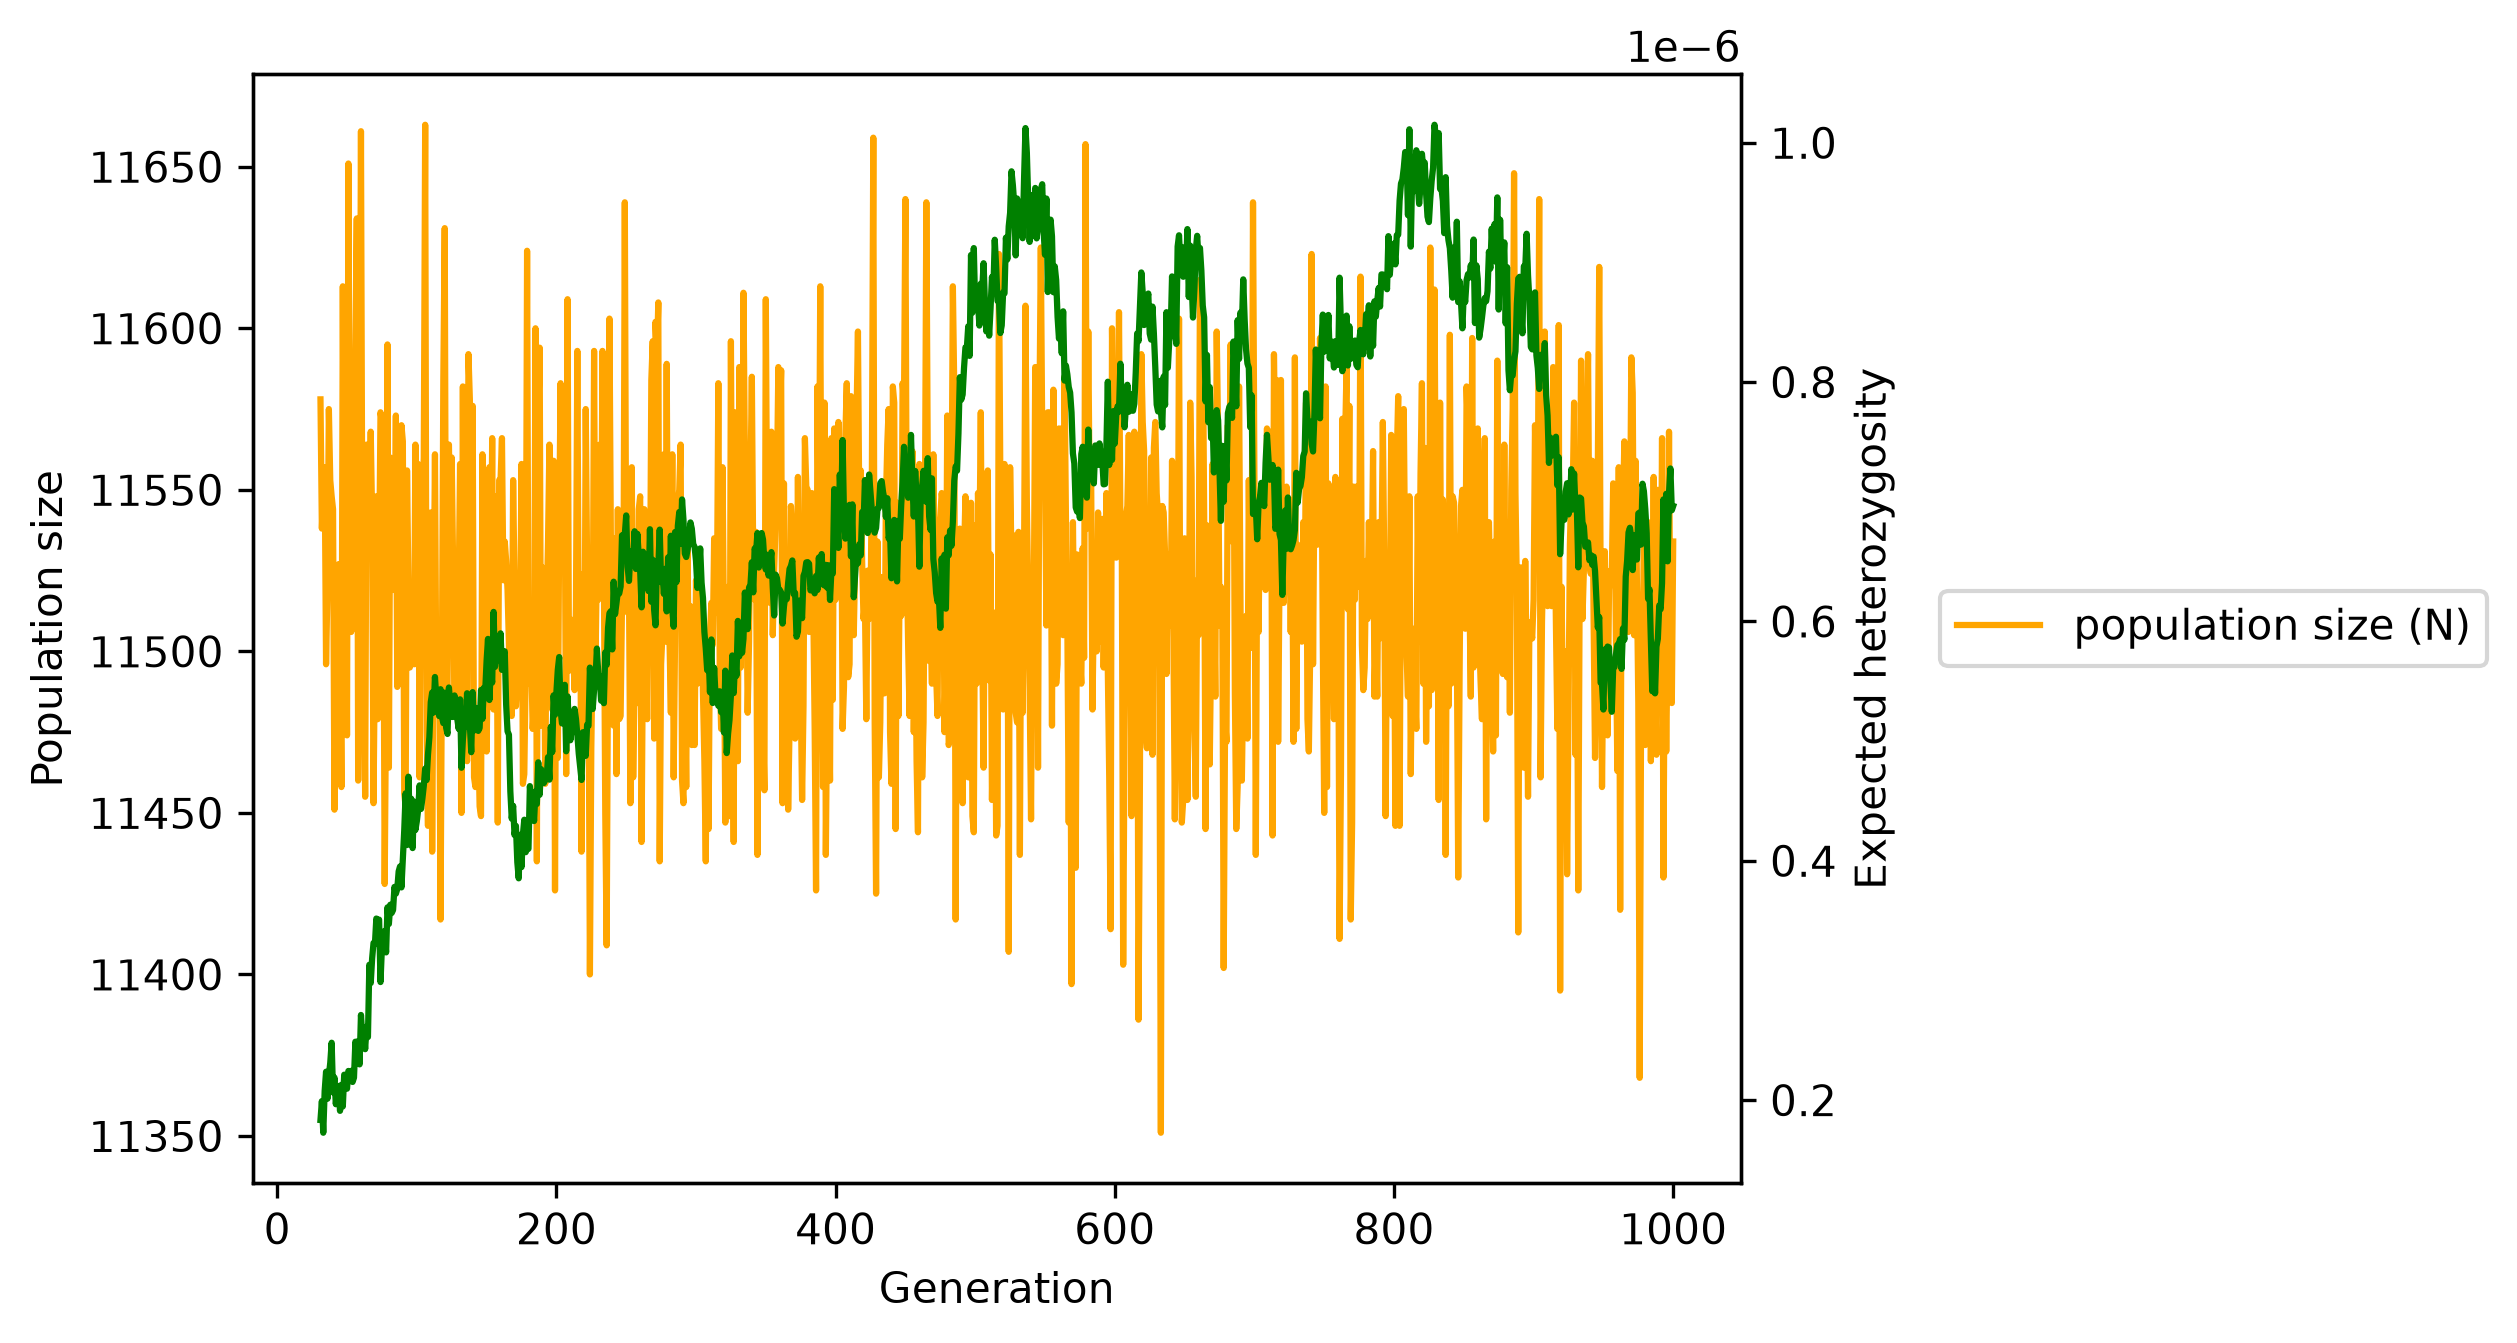 1e−6
11650
11600
11550
11500
11450
11400
11350
Population size
1.0
0.8
0.6
0.4
0.2
Expected heterozygosity
0 200 400 600 800 1000
Generation
population size (N)